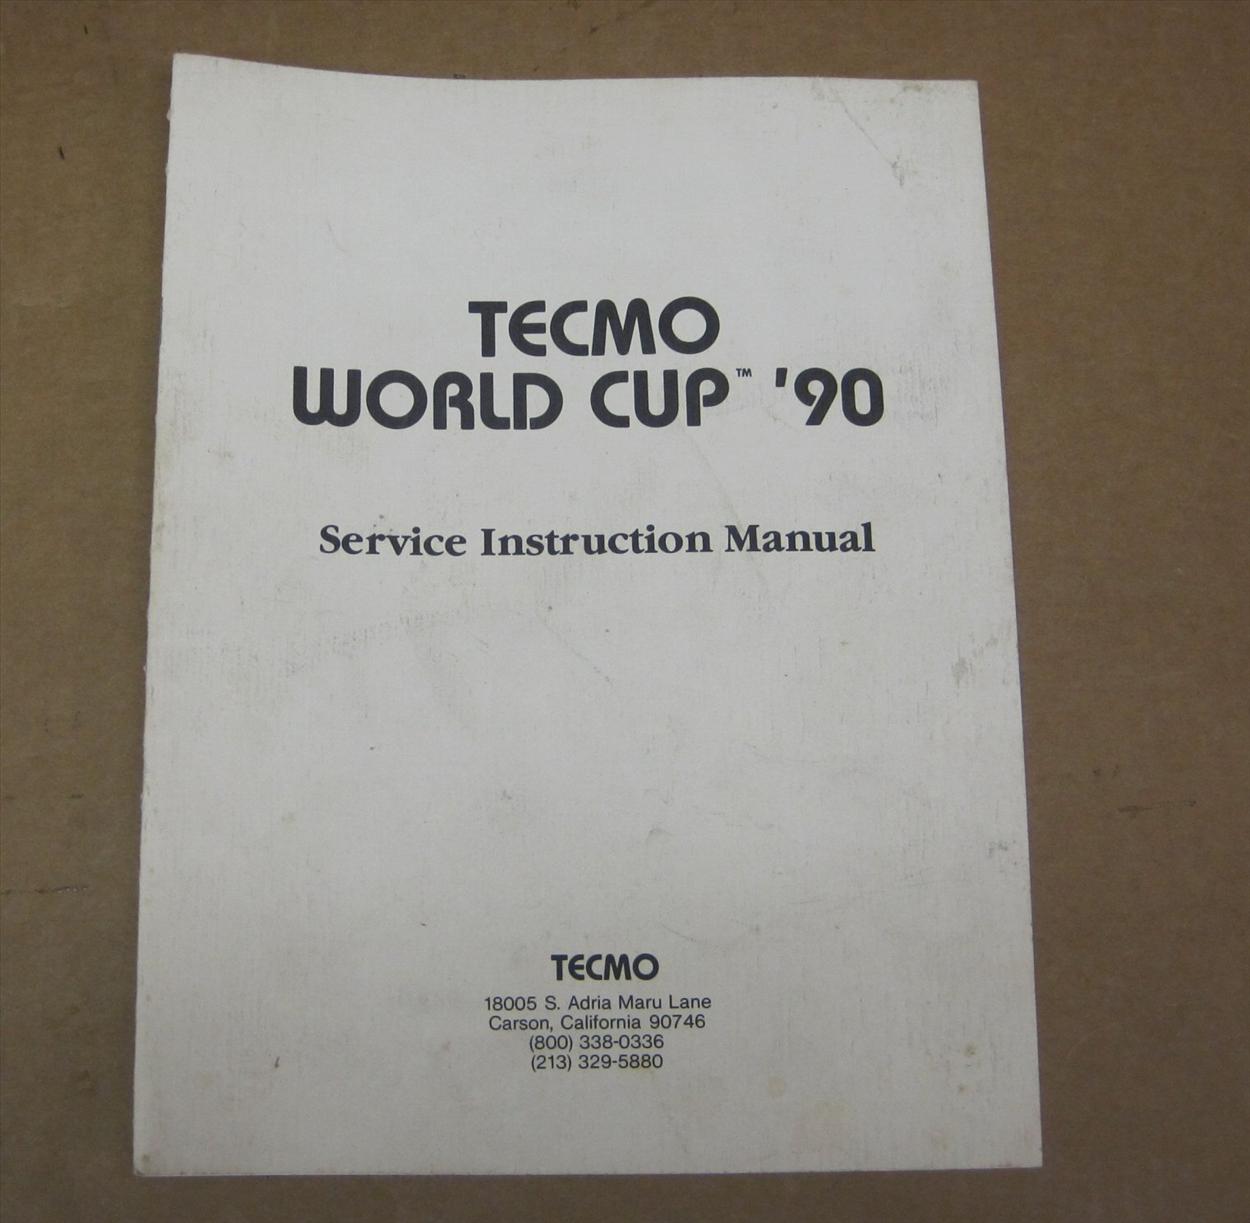 TECMO
WORLD CUP™ '90
Service Instruction Manual
TECMO
18005 S. Adria Maru Lane
Carson, California 90746
(800) 338-0336
(213) 329-5880